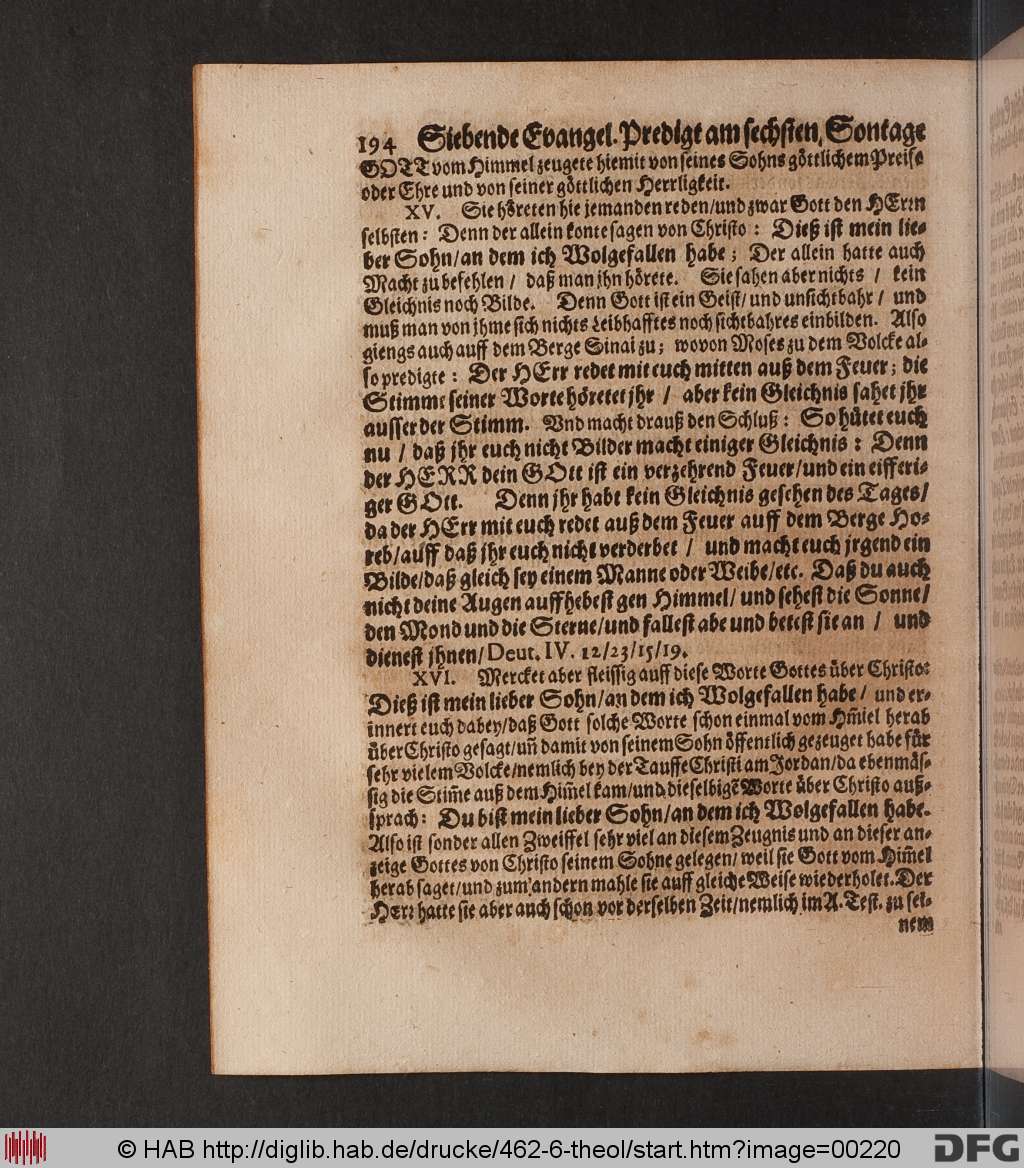 194 Siebende Evangel. Predigt am sechsten, Sontage
GOTT vom Himmel zeugete hiemit von seines Sohns göttlichem Preise
oder Ehre und von seiner göttlichen Herrligkeit.
XV. Sie höreten hie jemanden reden/und zwar Gott den HErrn
selbsten: Denn der allein konte sagen von Christo: Dieß ist mein lie-
ber Sohn/an dem ich Wolgefallen habe; Der allein hatte auch
Macht zu befehlen/ daß man jhn hörete. Sie sahen aber nichts/ kein
Gleichnis noch Bilde. Denn Gott ist ein Geist/und unsichtbahr/ und
muß man von jhme sich nichts Leibhafftes noch sichtbahres einbilden. Also
giengs auch auff dem Berge Sinai zu; wovon Moses zu dem Volcke al-
so predigte: Der HErr redet mit euch mitten auß dem Feuer; die
Stimme seiner Worte höretet jhr/ aber kein Gleichnis sahet jhr
ausser der Stimm. Vnd macht drauß den Schluß: So hütet euch
nu/ daß jhr euch nicht Bilder macht einiger Gleichnis: Denn
der HERR dein GOtt ist ein verzehrend Feuer/und ein eifferi-
ger GOtt. Denn jhr habt kein Gleichnis gesehen des Tages/
da der HErr mit euch redet auß dem Feuer auff dem Berge Ho-
reb/auff daß jhr euch nicht verderbet/ und macht euch jrgend ein
Bilde/daß gleich sey einem Manne oder Weibe/etc. Daß du auch
nicht deine Augen auffhebest gen Himmel/und sehest die Sonne/
den Mond und die Sterne/und fallest abe und betest sie an/ und
dienest jhnen/Deut. IV. 12/23/15/19.
XVI. Mercket aber fleissig auff diese Worte Gottes über Christo:
Dieß ist mein lieber Sohn/an dem ich Wolgefallen habe/ und er-
innert euch dabey/daß Gott solche Worte schon einmal vom Him̃el herab
über Christo gesagt/un̄ damit von seinem Sohn öffentlich gezeuget habe für
sehr vielem Volcke/nemlich bey der Tauffe Christi am Jordan/da ebenmäs-
sig die Stim̄e auß dem Him̄el kam/und dieselbigē Worte über Christo auß-
sprach: Du bist mein lieber Sohn/an dem ich Wolgefallen habe.
Also ist sonder allen Zweiffel sehr viel an diesem Zeugnis und an dieser an-
zeige Gottes von Christo seinem Sohne gelegen/weil sie Gott vom Him̄el
herab saget/und zum andern mahle sie auff gleiche Weise wiederholet. Der
HErr hatte sie aber auch schon vor derselben Zeit/nemlich im A. Test. zu sei-
nem
© HAB http://diglib.hab.de/drucke/462-6-theol/start.htm?image=00220
DFG